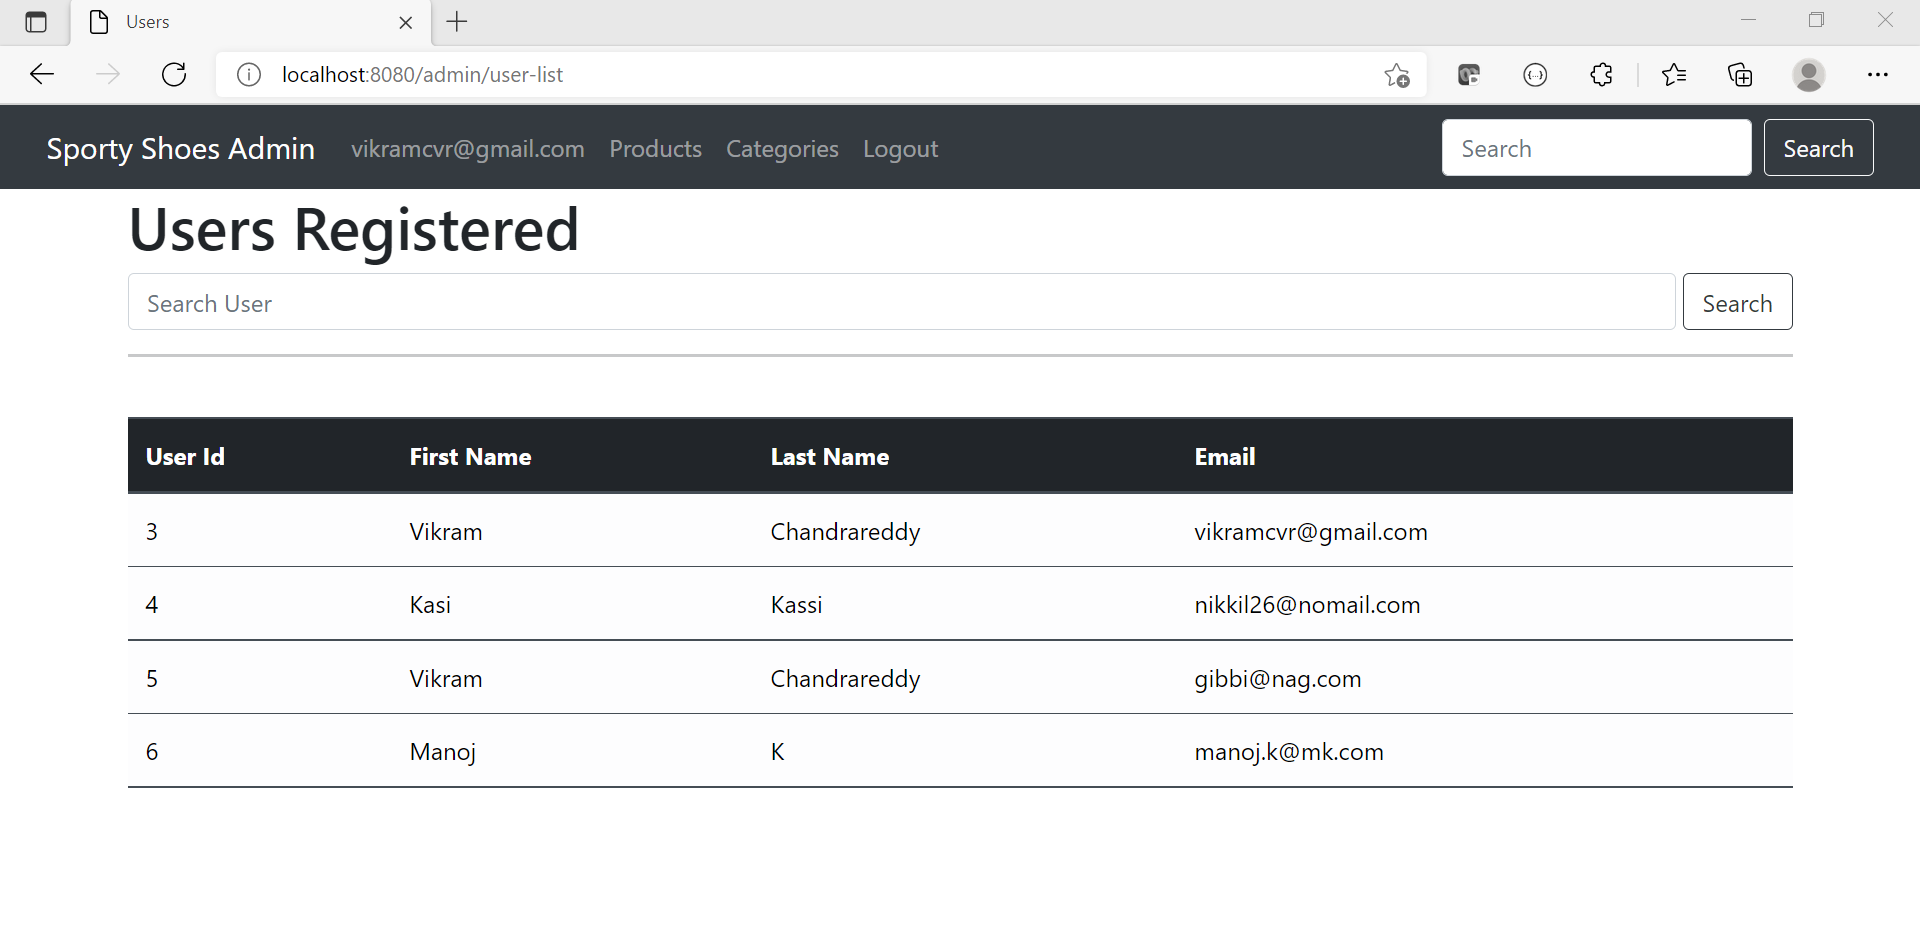 Users
localhost:8080/admin/user-list
Sporty Shoes Admin vikramcvr@gmail.com Products Categories Logout Search Search
Users Registered
Search User Search
User Id First Name Last Name Email
3 Vikram Chandrareddy vikramcvr@gmail.com
4 Kasi Kassi nikkil26@nomail.com
5 Vikram Chandrareddy gibbi@nag.com
6 Manoj K manoj.k@mk.com